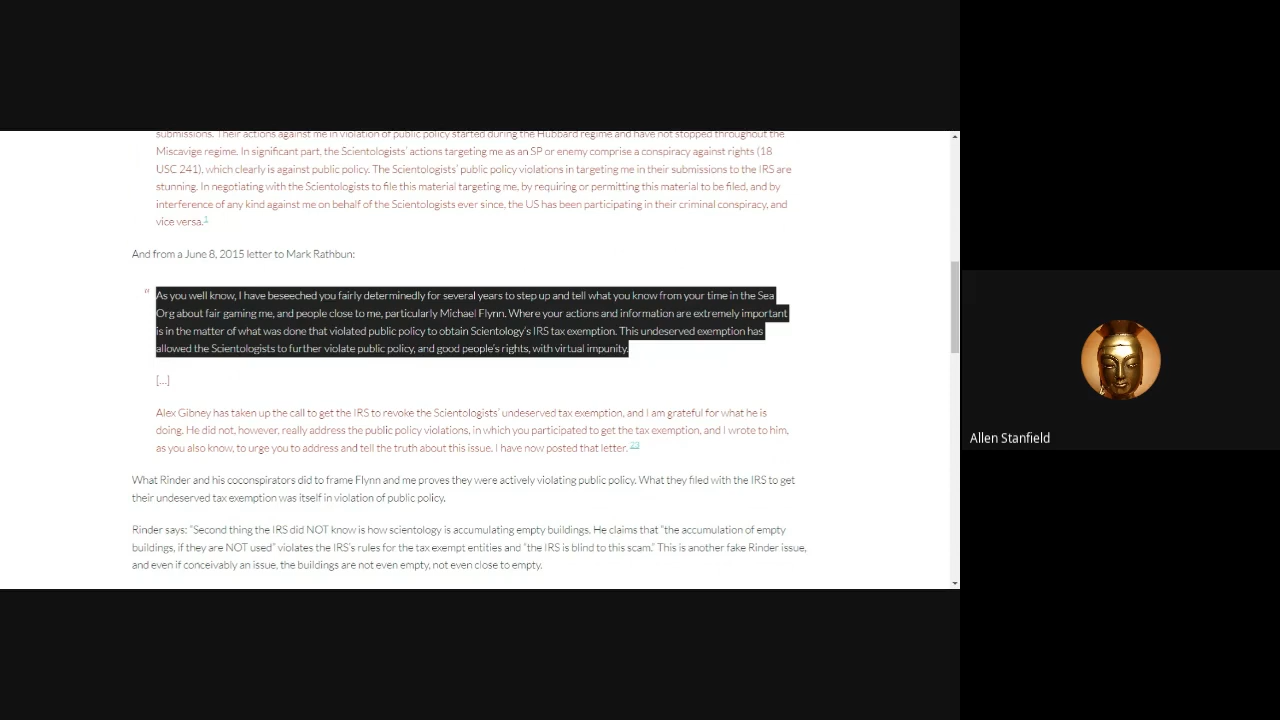 submissions. Their actions against me in violation of public policy started during the Hubbard regime and have not stopped throughout the
Miscavige regime. In significant part, the Scientologists' actions targeting me as an SP or enemy comprise a conspiracy against rights (18
USC 241), which clearly is against public policy. The Scientologists' public policy violations in targeting me in their submissions to the IRS are
stunning. In negotiating with the Scientologists to file this material targeting me, by requiring or permitting this material to be filed, and by
interference of any kind against me on behalf of the Scientologists ever since, the US has been participating in their criminal conspiracy, and
vice versa.1
And from a June 8, 2015 letter to Mark Rathbun:
“ As you well know, I have beseeched you fairly determinedly for several years to step up and tell what you know from your time in the Sea
Org about fair gaming me, and people close to me, particularly Michael Flynn. Where your actions and information are extremely important
is in the matter of what was done that violated public policy to obtain Scientology's IRS tax exemption. This undeserved exemption has
allowed the Scientologists to further violate public policy, and good people's rights, with virtual impunity.
[...]
Alex Gibney has taken up the call to get the IRS to revoke the Scientologists' undeserved tax exemption, and I am grateful for what he is
doing. He did not, however, really address the public policy violations, in which you participated to get the tax exemption, and I wrote to him,
as you also know, to urge you to address and tell the truth about this issue. I have now posted that letter. 23
What Rinder and his coconspirators did to frame Flynn and me proves they were actively violating public policy. What they filed with the IRS to get
their undeserved tax exemption was itself in violation of public policy.
Rinder says: “Second thing the IRS did NOT know is how scientology is accumulating empty buildings. He claims that “the accumulation of empty
buildings, if they are NOT used” violates the IRS's rules for the tax exempt entities and “the IRS is blind to this scam.” This is another fake Rinder issue,
and even if conceivably an issue, the buildings are not even empty, not even close to empty.
Allen Stanfield